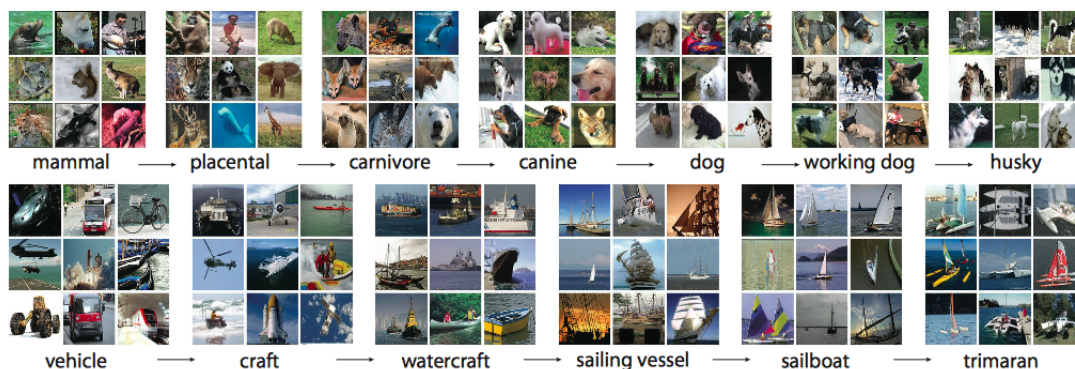 mammal placental carnivore canine dog working dog husky
vehicle craft watercraft sailing vessel sailboat trimaran